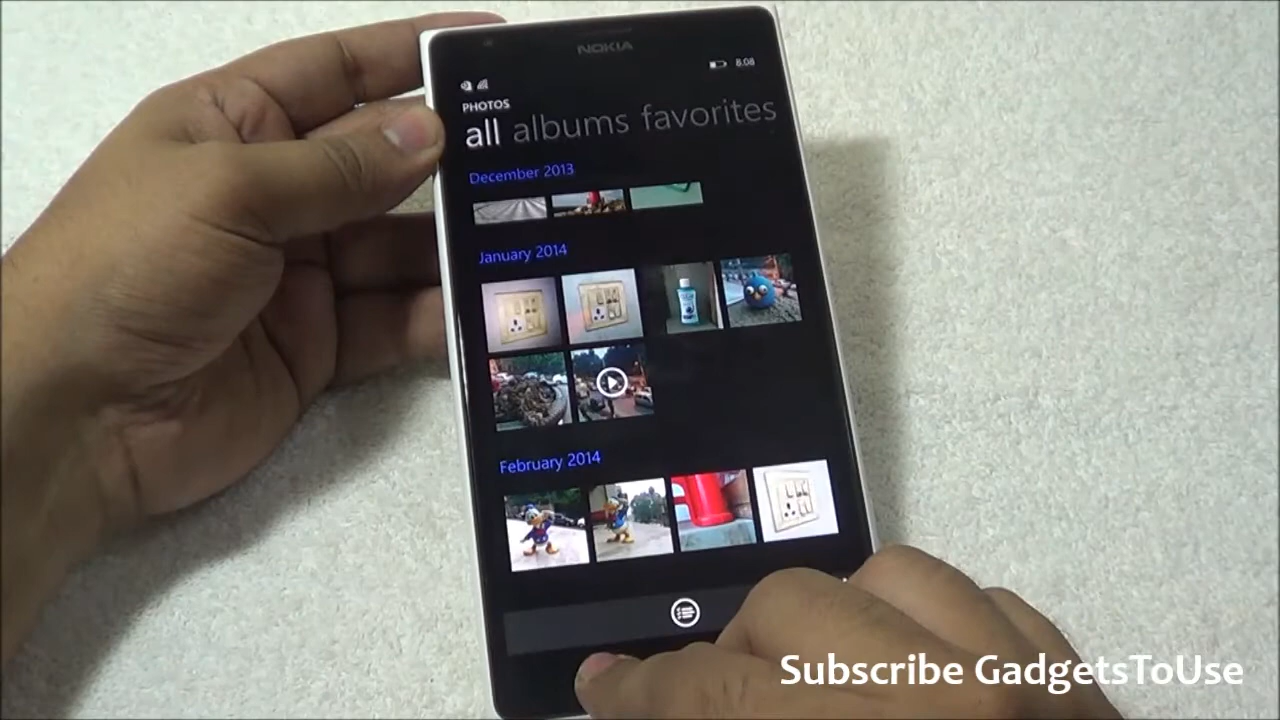 NOKIA
8:08
PHOTOS
all albums favorites
December 2013
January 2014
February 2014
Subscribe GadgetsToUse